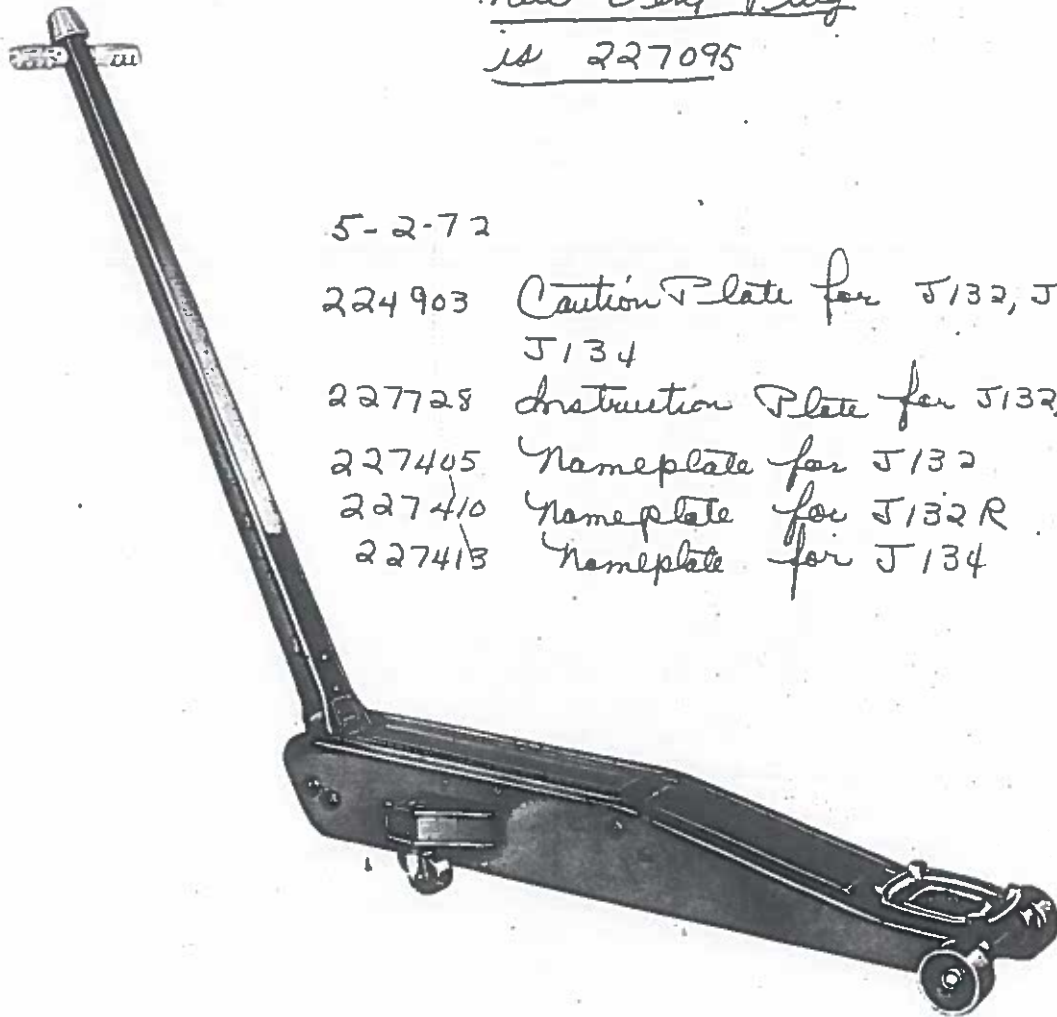 is 227095
5-2-72
224903 Caution Plate for J132, J
J134
227728 Instruction Plate for J132,
227405 Nameplate for J132
227410 Nameplate for J132R
227413 Nameplate for J134